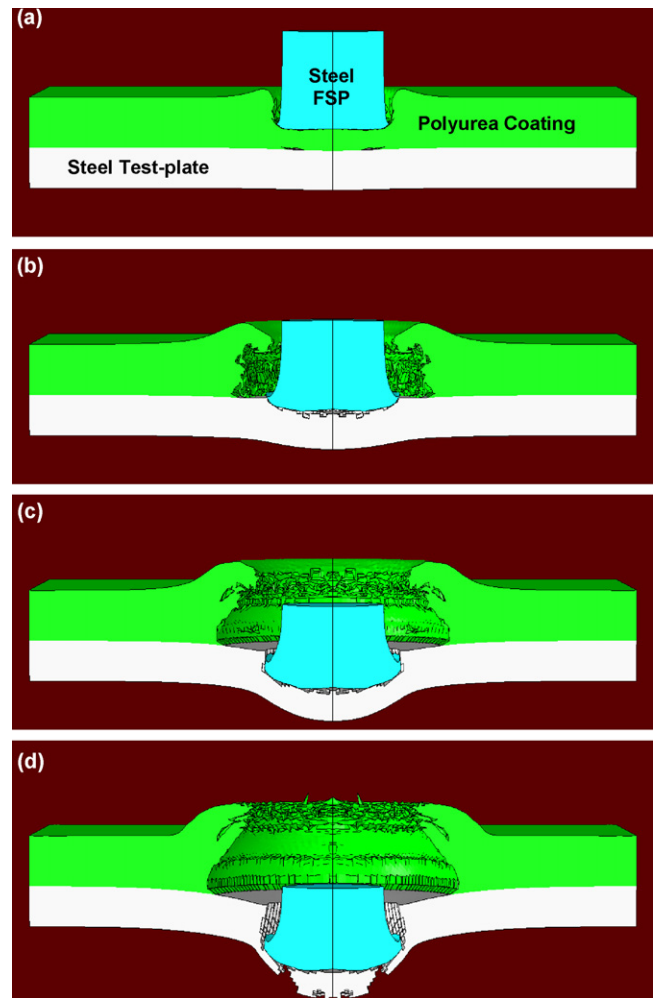 (a)
Steel
FSP
Polyurea Coating
Steel Test-plate
(b)
(c)
(d)